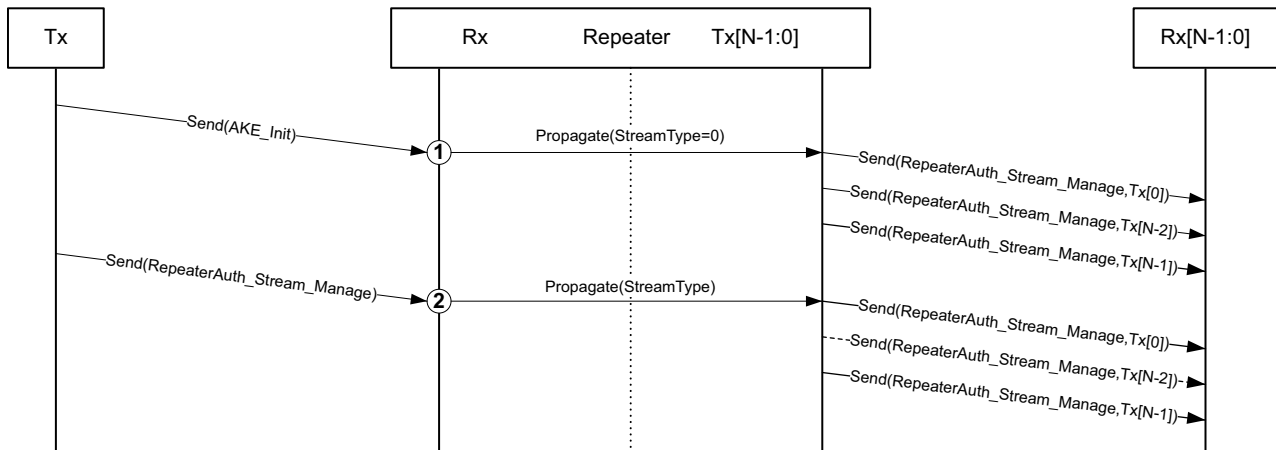 Tx
Rx Repeater Tx[N-1:0]
Rx[N-1:0]
Send(AKE_Init)
1
Propagate(StreamType=0)
Send(RepeaterAuth_Stream_Manage,Tx[0])
Send(RepeaterAuth_Stream_Manage,Tx[N-2])
Send(RepeaterAuth_Stream_Manage,Tx[N-1])
Send(RepeaterAuth_Stream_Manage)
2
Propagate(StreamType)
Send(RepeaterAuth_Stream_Manage,Tx[0])
Send(RepeaterAuth_Stream_Manage,Tx[N-2])
Send(RepeaterAuth_Stream_Manage,Tx[N-1])